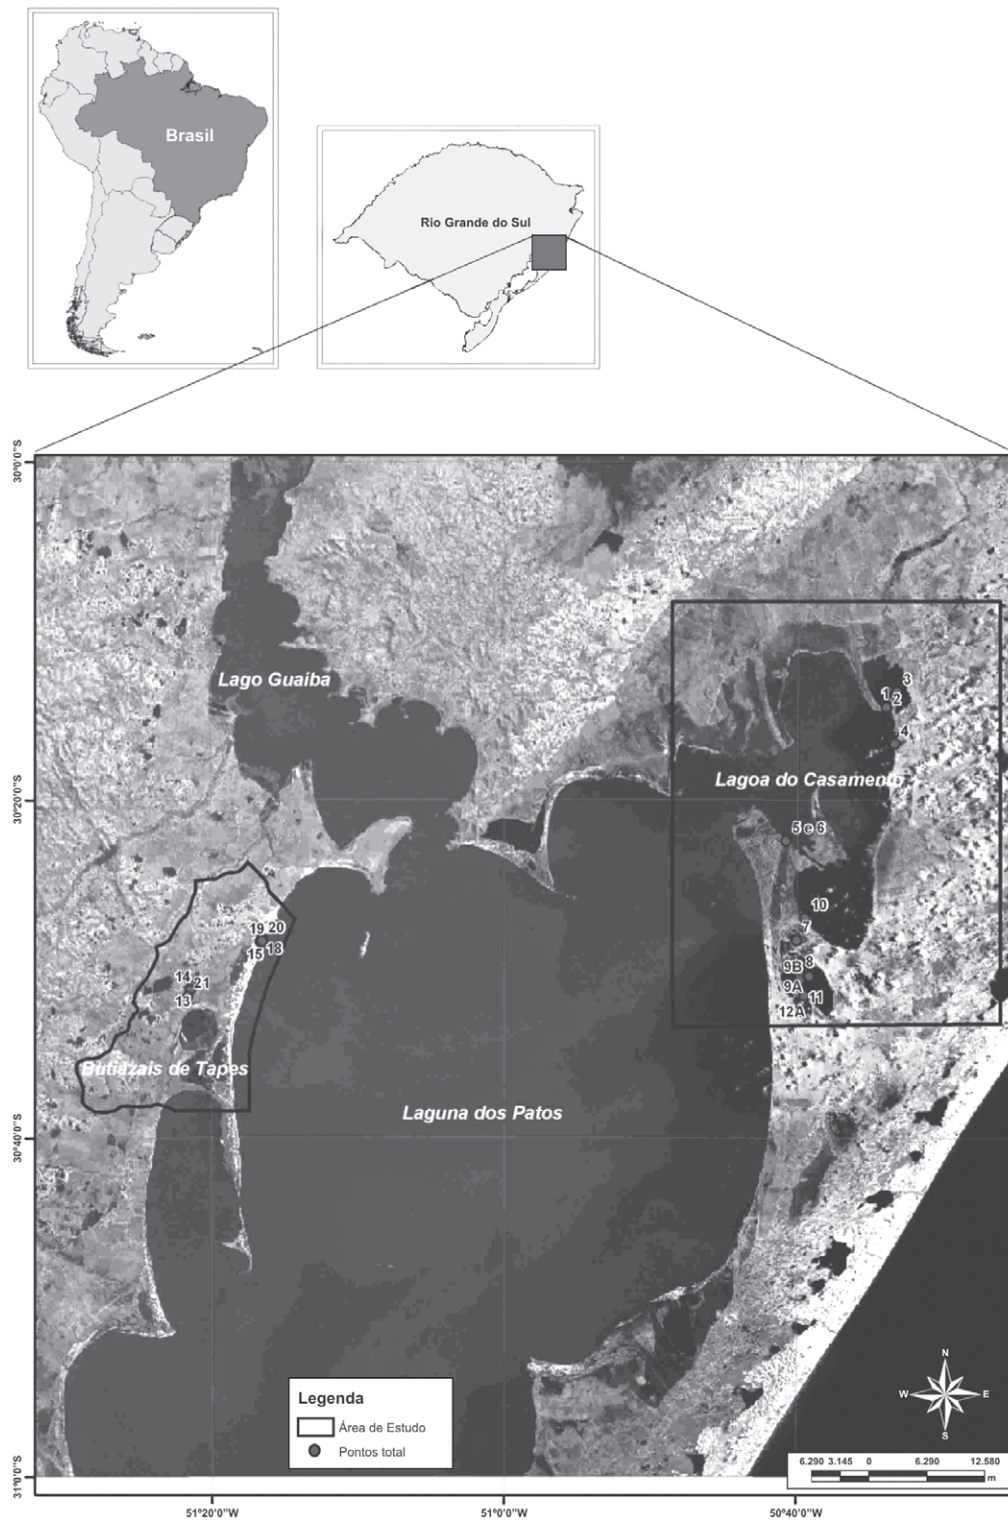 Brasil
Rio Grande do Sul
30°0'0"S
Lago Guaíba
3
1 2
4
Lagoa do Casamento
30°20'0"S
5 e 6
10
19 20
7
15 18
8
14
9B
21
9A
13
11
12A
Butiazais de Tapes
Laguna dos Patos
30°40'0"S
N
W E
S
Legenda
Área de Estudo
Pontos total
6.290 3.145 0 6.290 12.580
m
31°0'0"S
51°20'0"W 51°0'0"W 50°40'0"W